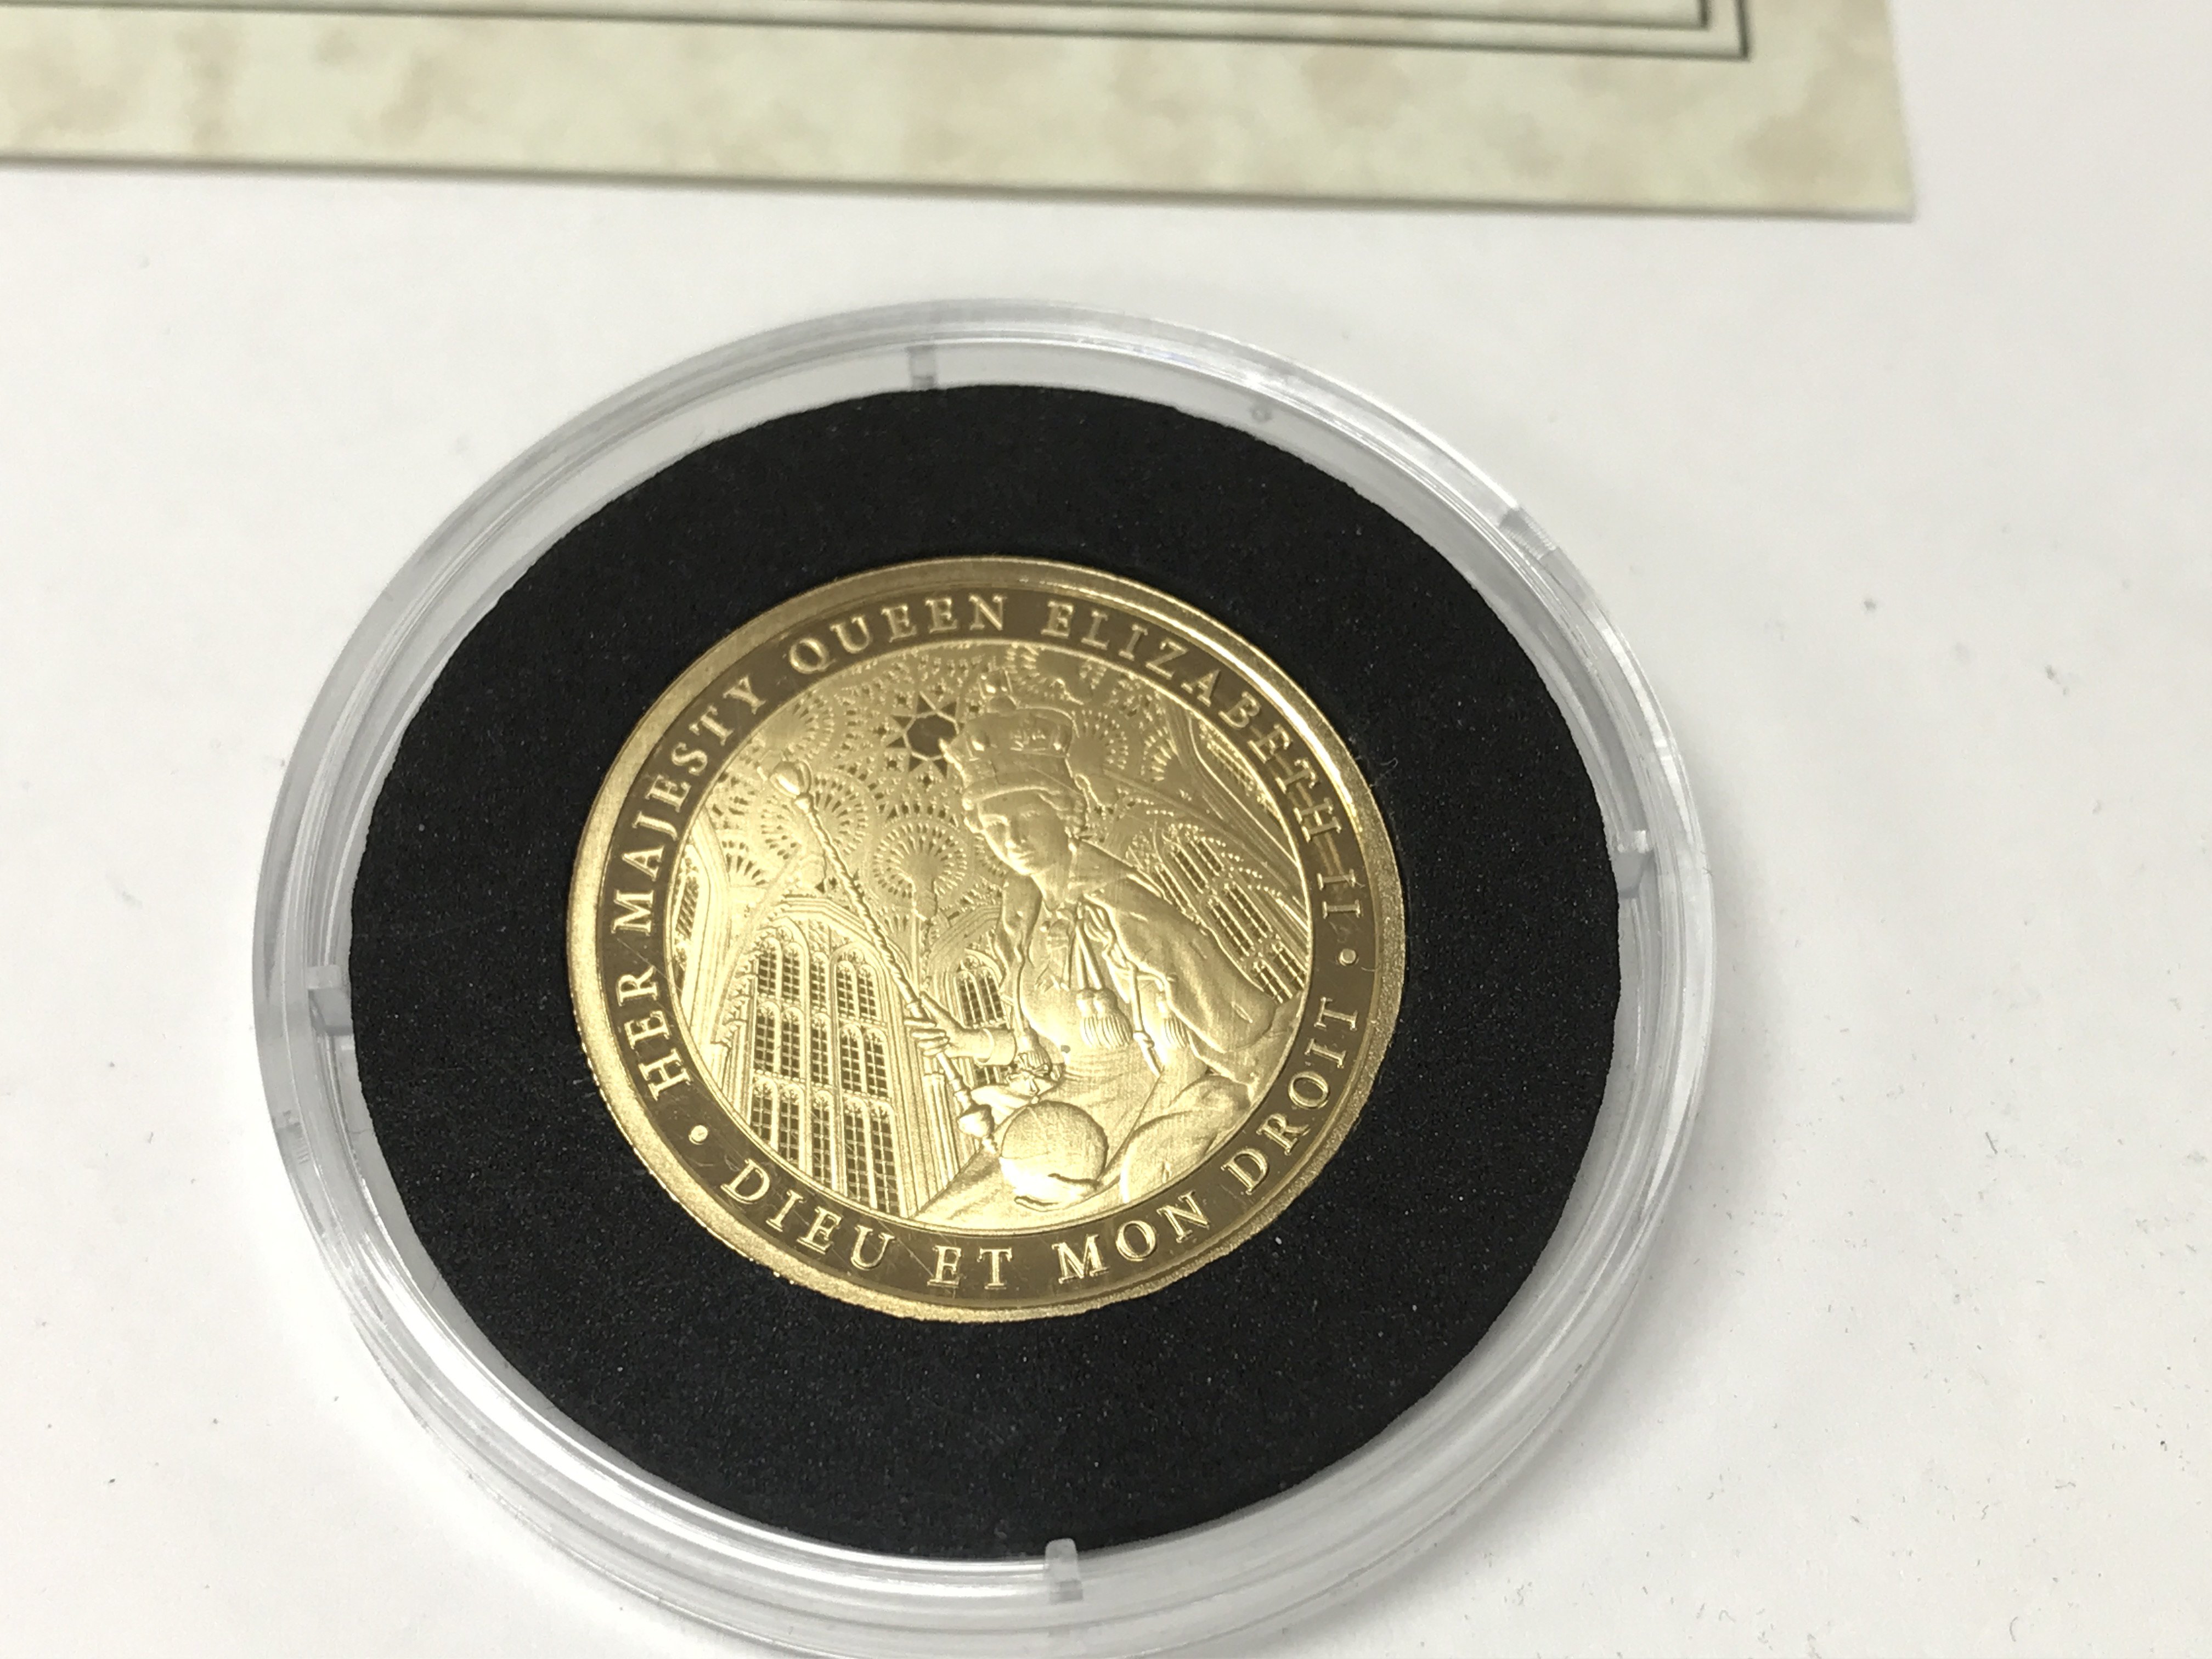 HER MAJESTY QUEEN ELIZABETH II
• DIEU ET MON DROIT •